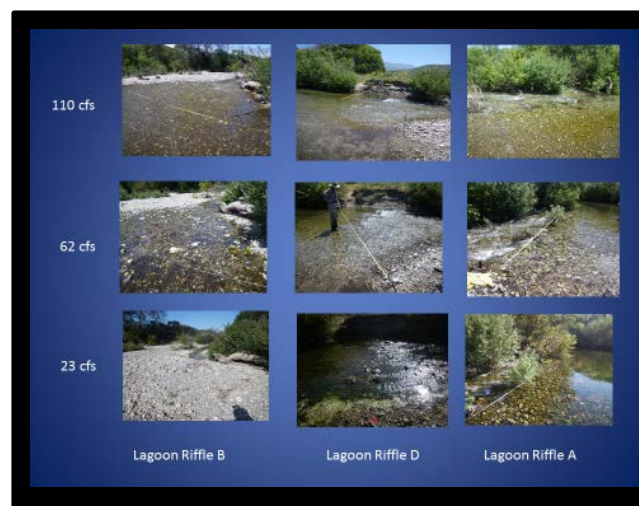 110 cfs
62 cfs
23 cfs
Lagoon Riffle B
Lagoon Riffle D
Lagoon Riffle A